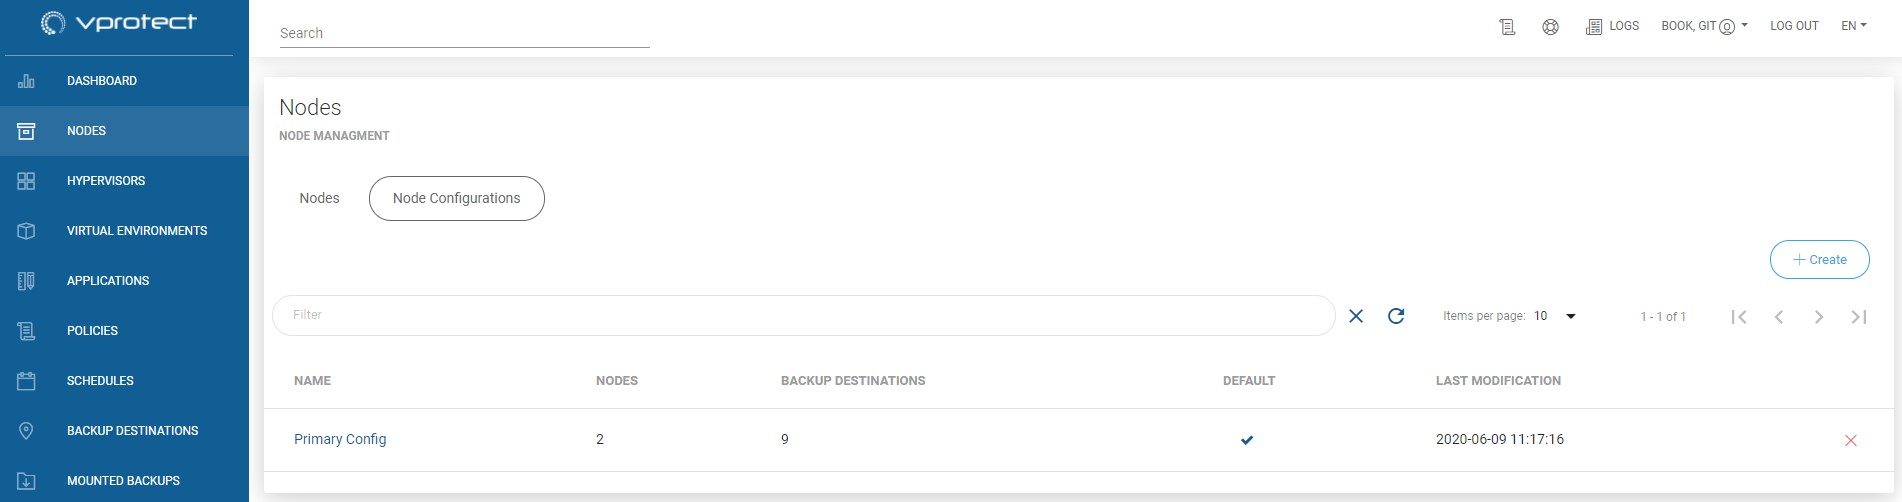 vprotect
DASHBOARD
NODES
HYPERVISORS
VIRTUAL ENVIRONMENTS
APPLICATIONS
POLICIES
SCHEDULES
BACKUP DESTINATIONS
MOUNTED BACKUPS
Search
LOGS BOOK, GIT LOG OUT EN
Nodes
NODE MANAGMENT
Nodes Node Configurations
Create
Filter Items per page: 10 1 - 1 of 1
NAME NODES BACKUP DESTINATIONS DEFAULT LAST MODIFICATION
Primary Config 2 9 2020-06-09 11:17:16